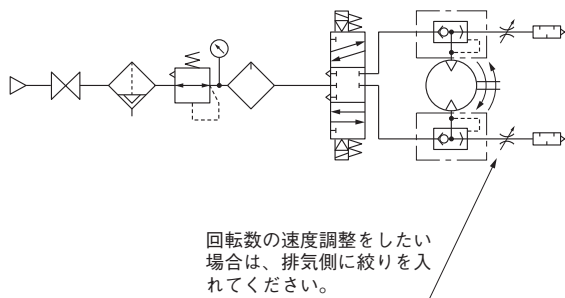 回転数の速度調整をしたい
場合は、排気側に絞りを入
れてください。